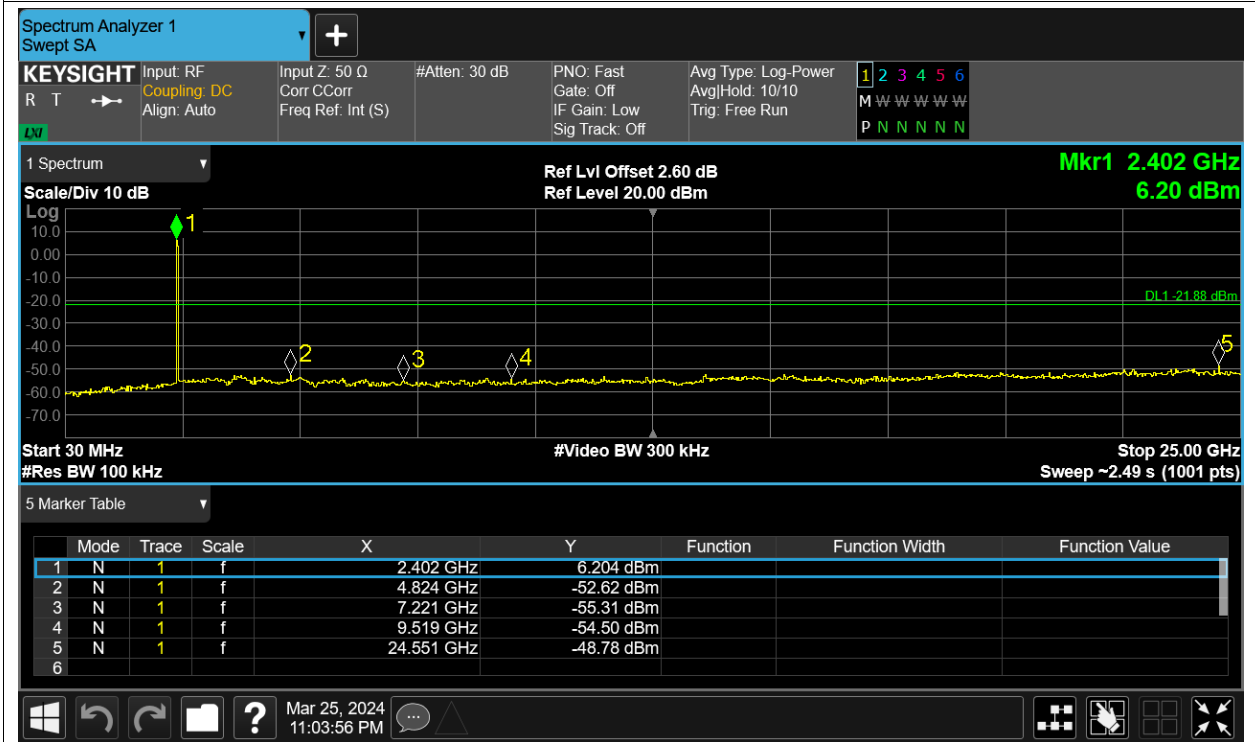 Spectrum Analyzer 1
Swept SA
+
KEYSIGHT
R T
LXI
Input: RF
Coupling: DC
Align: Auto
Input Z: 50 Ω
Corr CCorr
Freq Ref: Int (S)
#Atten: 30 dB
PNO: Fast
Gate: Off
IF Gain: Low
Sig Track: Off
Avg Type: Log-Power
Avg|Hold: 10/10
Trig: Free Run
1 2 3 4 5 6
M W W W W W
P N N N N N
1 Spectrum
Scale/Div 10 dB
Ref Lvl Offset 2.60 dB
Ref Level 20.00 dBm
Mkr1 2.402 GHz
6.20 dBm
Log
10.0
0.00
-10.0
-20.0
-30.0
-40.0
-50.0
-60.0
-70.0
1
2
3
4
5
DL1 -21.88 dBm
Start 30 MHz
#Res BW 100 kHz
#Video BW 300 kHz
Stop 25.00 GHz
Sweep ~2.49 s (1001 pts)
5 Marker Table
Mode Trace Scale X Y Function Function Width Function Value
1 N 1 f 2.402 GHz 6.204 dBm
2 N 1 f 4.824 GHz -52.62 dBm
3 N 1 f 7.221 GHz -55.31 dBm
4 N 1 f 9.519 GHz -54.50 dBm
5 N 1 f 24.551 GHz -48.78 dBm
6
?
Mar 25, 2024
11:03:56 PM